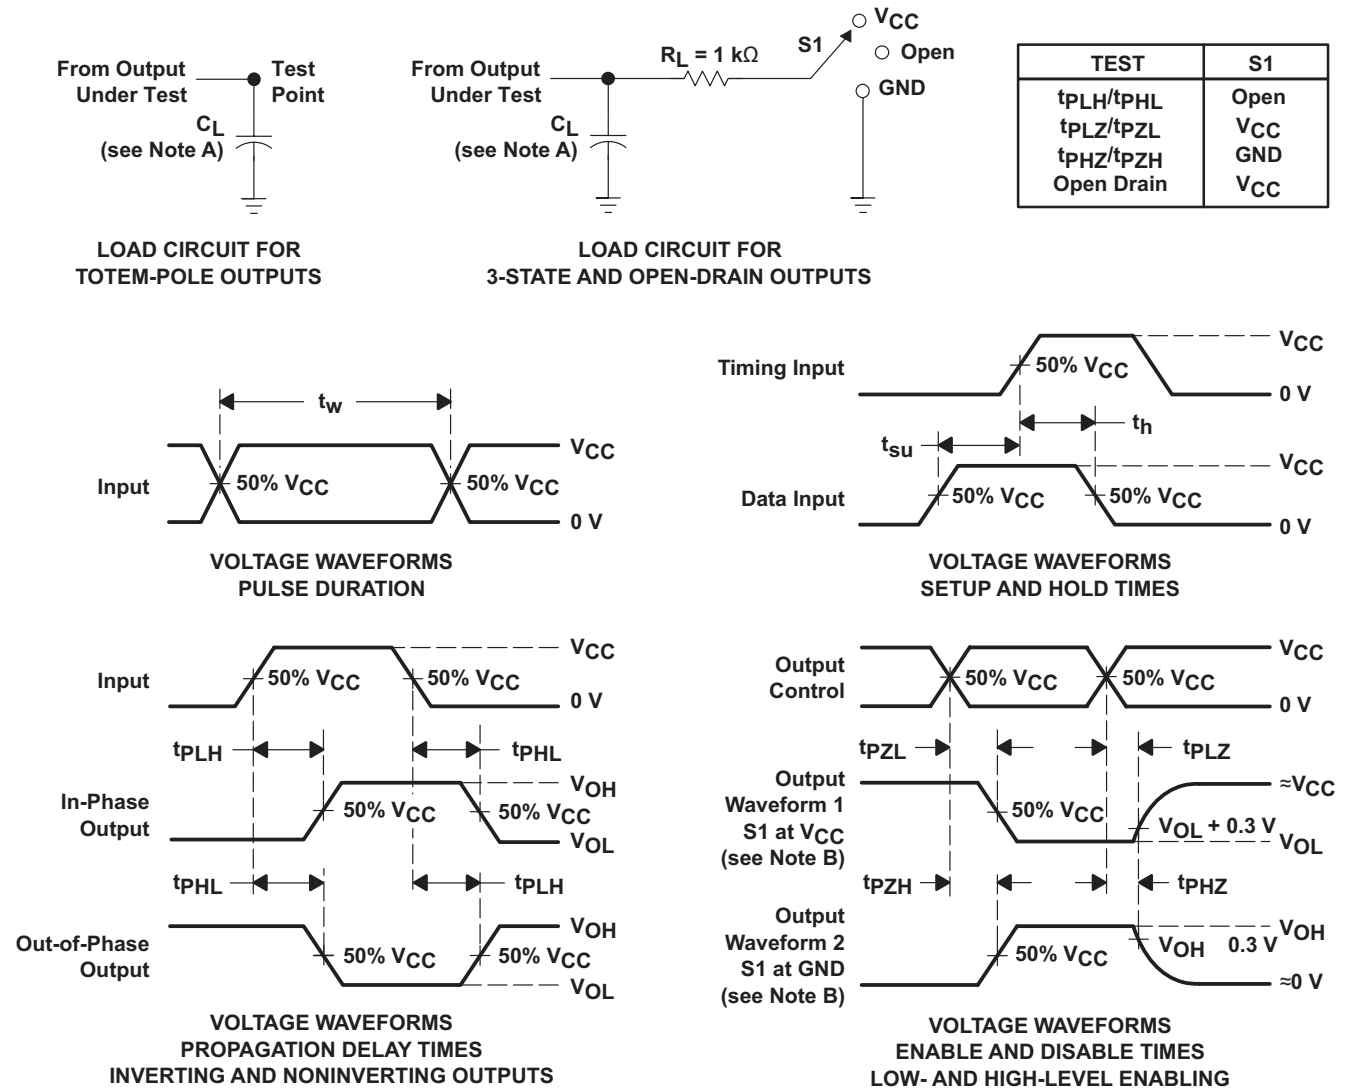 From Output
Under Test
Test
Point
CL
(see Note A)
LOAD CIRCUIT FOR
TOTEM-POLE OUTPUTS
From Output
Under Test
RL = 1 kΩ
S1
VCC
Open
GND
CL
(see Note A)
LOAD CIRCUIT FOR
3-STATE AND OPEN-DRAIN OUTPUTS
TEST S1
tPLH/tPHL Open
tPLZ/tPZL VCC
tPHZ/tPZH GND
Open Drain VCC
tw
Input
50% VCC
50% VCC
VCC
0 V
VOLTAGE WAVEFORMS
PULSE DURATION
Timing Input
50% VCC
VCC
0 V
tsu
th
Data Input
50% VCC
50% VCC
VCC
0 V
VOLTAGE WAVEFORMS
SETUP AND HOLD TIMES
Input
50% VCC
50% VCC
VCC
0 V
tPLH
tPHL
In-Phase
Output
50% VCC
50% VCC
VOH
VOL
tPHL
tPLH
Out-of-Phase
Output
50% VCC
50% VCC
VOH
VOL
VOLTAGE WAVEFORMS
PROPAGATION DELAY TIMES
INVERTING AND NONINVERTING OUTPUTS
Output
Control
50% VCC
50% VCC
VCC
0 V
tPZL
tPLZ
Output
Waveform 1
S1 at VCC
(see Note B)
50% VCC
VOL + 0.3 V
≈VCC
VOL
tPZH
tPHZ
Output
Waveform 2
S1 at GND
(see Note B)
50% VCC
VOH 0.3 V
VOH
≈0 V
VOLTAGE WAVEFORMS
ENABLE AND DISABLE TIMES
LOW- AND HIGH-LEVEL ENABLING